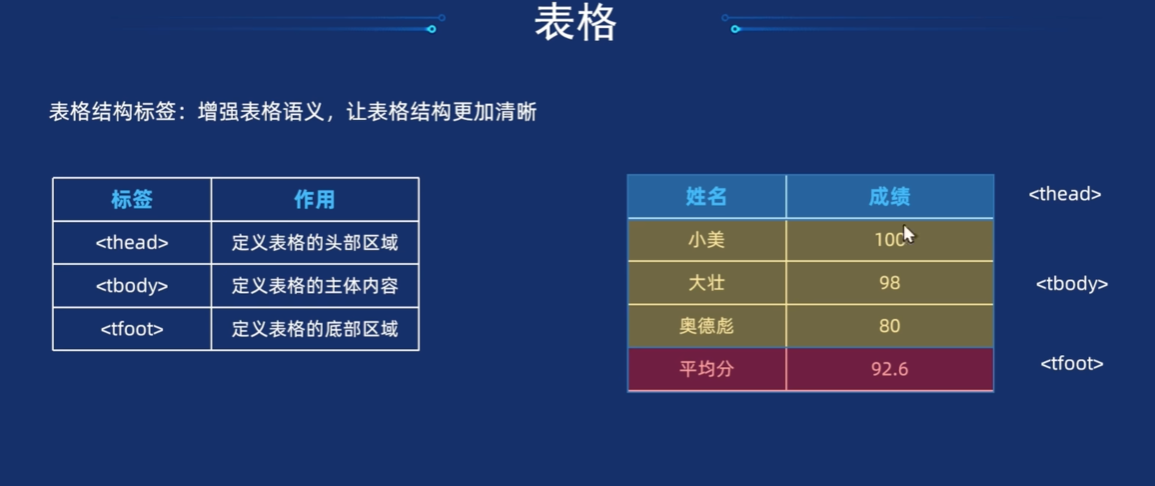 表格
表格结构标签：增强表格语义，让表格结构更加清晰
标签 作用
<thead> 定义表格的头部区域
<tbody> 定义表格的主体内容
<tfoot> 定义表格的底部区域
姓名 成绩 <thead>
小美 100
大壮 98 <tbody>
奥德彪 80
平均分 92.6 <tfoot>